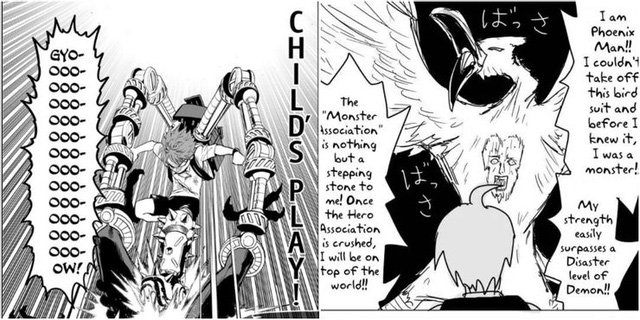 GYO-
OOO-
OOO-
OOO-
OOO-
OOO-
OOO-
OOO-
OOO-
OOO-
OOO-
OOO-
OOO-
OW!
CHILD'S PLAY!
ばっさ
I am
Phoenix
Man!!
I couldn't
take off
this bird
suit and
before I
knew it,
I was a
monster!
The
"Monster
Association"
is nothing
but a
stepping
stone to
me! Once
the Hero
Association
is crushed,
I will be on
top of the
world!!
ばっさ
My
strength
easily
surpasses a
Disaster
level of
Demon!!